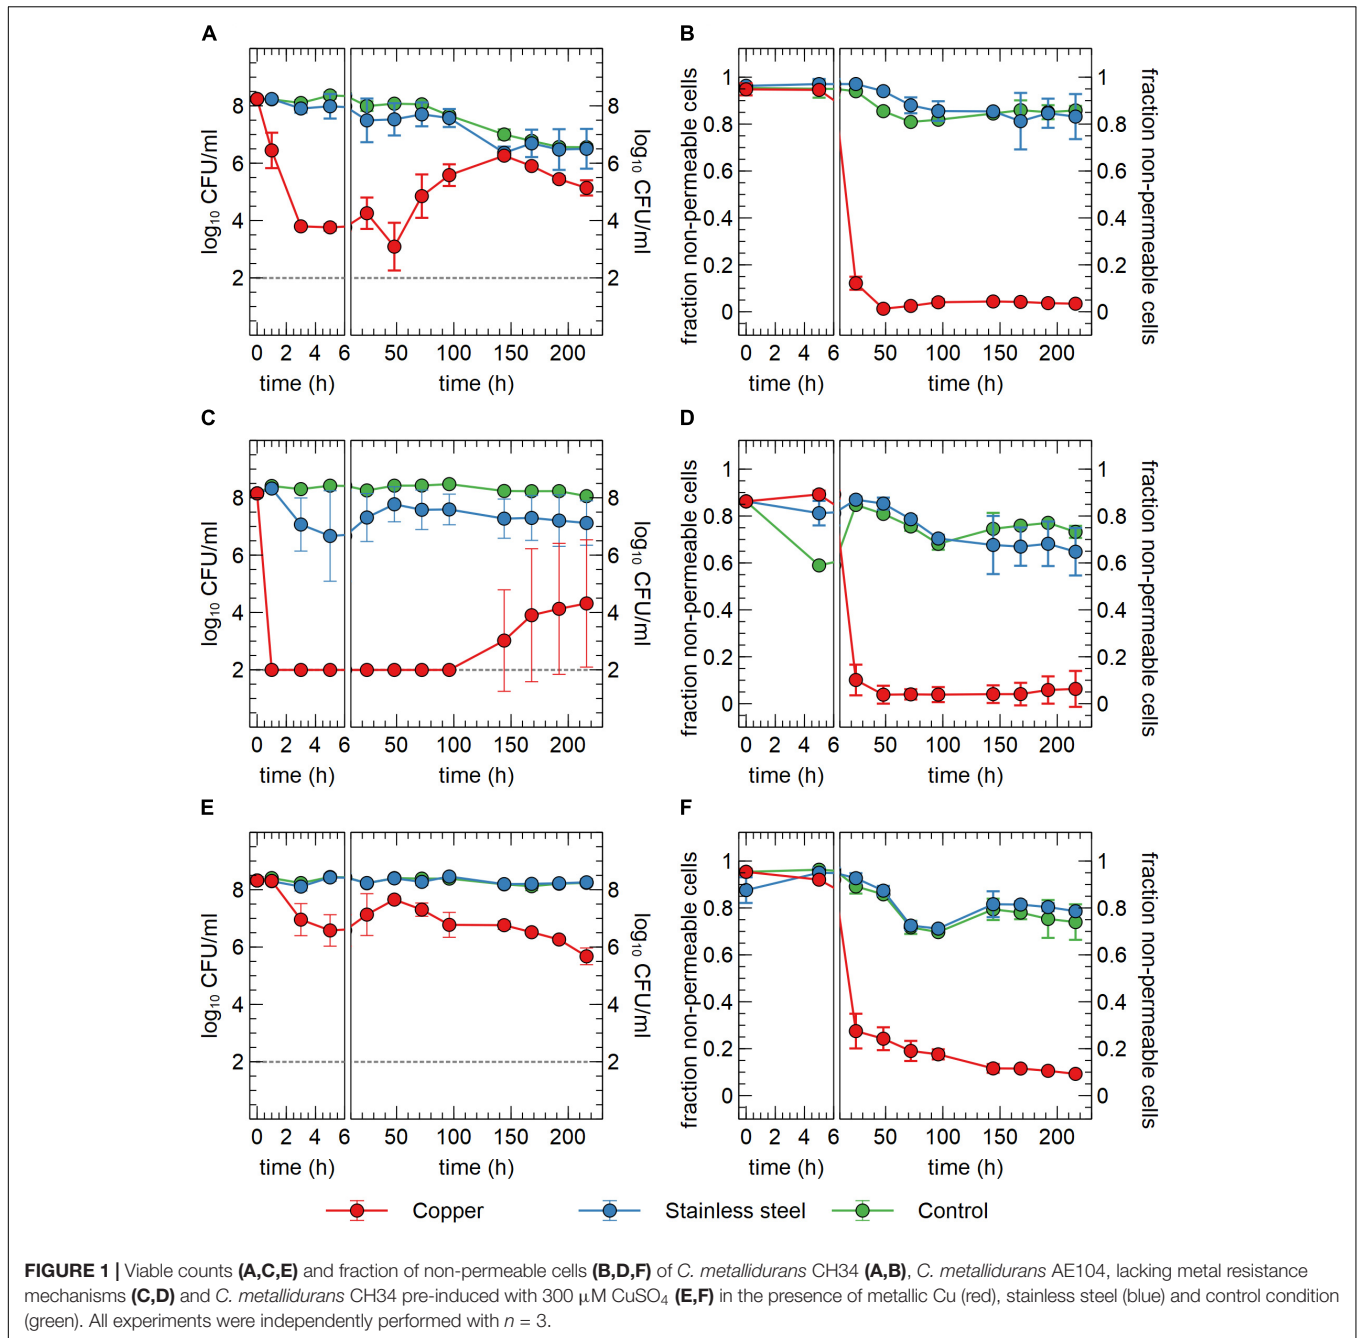 A
B
8
6
4
2
log₁₀ CFU/ml
8
6
4
2
log₁₀ CFU/ml
0 2 4 6 50 100 150 200
time (h) time (h)
1
0.8
0.6
0.4
0.2
0
fraction non-permeable cells
1
0.8
0.6
0.4
0.2
0
fraction non-permeable cells
0 2 4 6 50 100 150 200
time (h) time (h)
C
D
8
6
4
2
log₁₀ CFU/ml
8
6
4
2
log₁₀ CFU/ml
0 2 4 6 50 100 150 200
time (h) time (h)
1
0.8
0.6
0.4
0.2
0
fraction non-permeable cells
1
0.8
0.6
0.4
0.2
0
fraction non-permeable cells
0 2 4 6 50 100 150 200
time (h) time (h)
E
F
8
6
4
2
log₁₀ CFU/ml
8
6
4
2
log₁₀ CFU/ml
0 2 4 6 50 100 150 200
time (h) time (h)
1
0.8
0.6
0.4
0.2
0
fraction non-permeable cells
1
0.8
0.6
0.4
0.2
0
fraction non-permeable cells
0 2 4 6 50 100 150 200
time (h) time (h)
Copper Stainless steel Control
FIGURE 1 | Viable counts (A,C,E) and fraction of non-permeable cells (B,D,F) of C. metallidurans CH34 (A,B), C. metallidurans AE104, lacking metal resistance
mechanisms (C,D) and C. metallidurans CH34 pre-induced with 300 μM CuSO₄ (E,F) in the presence of metallic Cu (red), stainless steel (blue) and control condition
(green). All experiments were independently performed with n = 3.